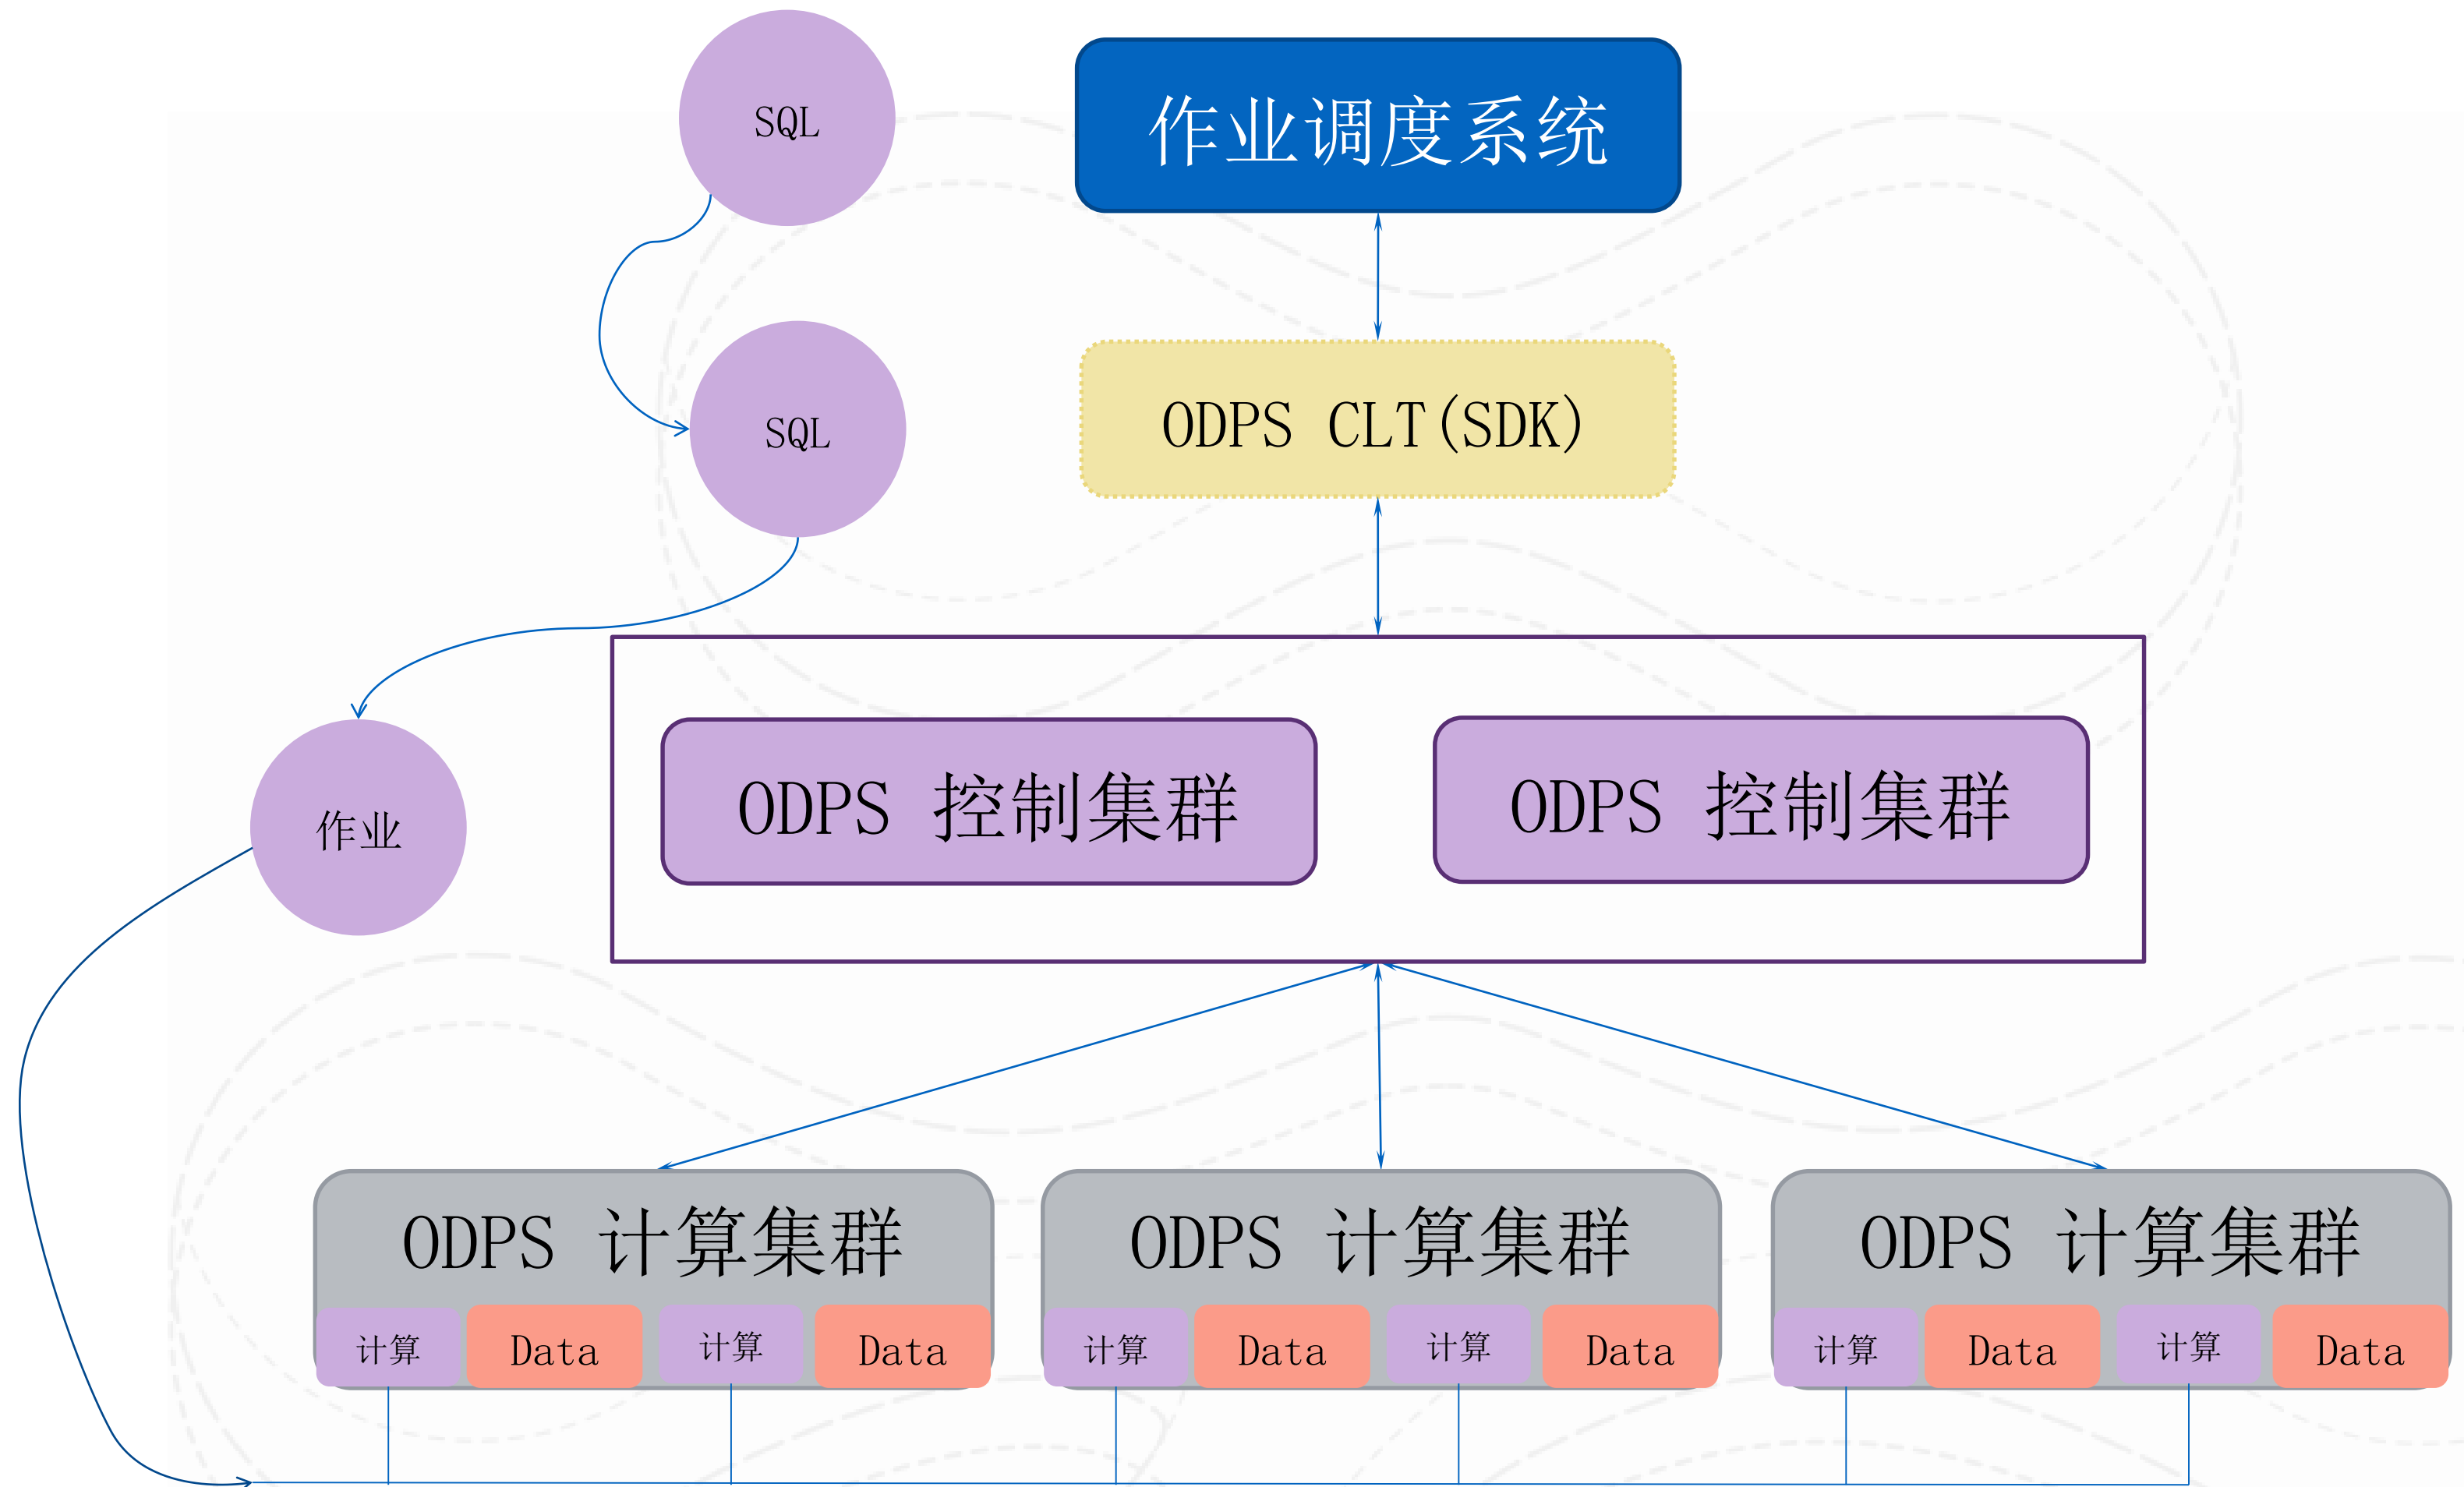 SQL
作业调度系统
SQL
ODPS CLT(SDK)
作业
ODPS 控制集群
ODPS 控制集群
ODPS 计算集群
计算
Data
计算
Data
ODPS 计算集群
计算
Data
计算
Data
ODPS 计算集群
计算
Data
计算
Data